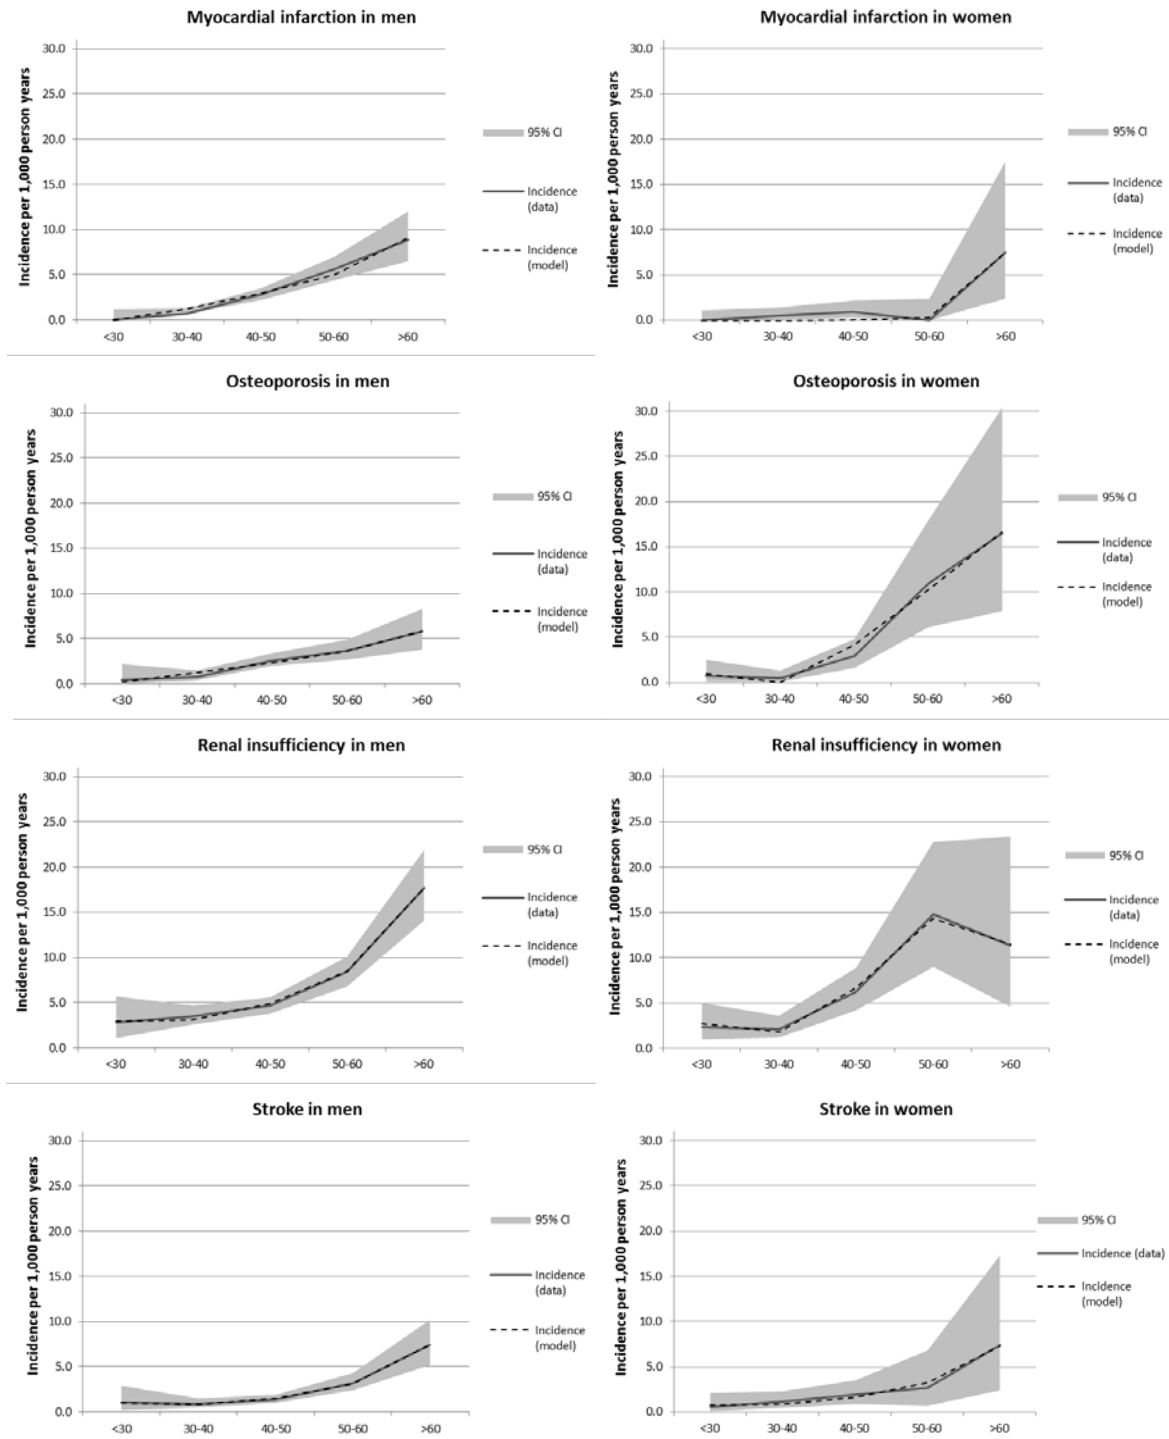 Myocardial infarction in men
Incidence per 1,000 person years
30.0
25.0
20.0
15.0
10.0
5.0
0.0
<30 30-40 40-50 50-60 >60
95% CI
Incidence
(data)
Incidence
(model)
Myocardial infarction in women
Incidence per 1,000 person years
30.0
25.0
20.0
15.0
10.0
5.0
0.0
<30 30-40 40-50 50-60 >60
95% CI
Incidence
(data)
Incidence
(model)
Osteoporosis in men
Incidence per 1,000 person years
30.0
25.0
20.0
15.0
10.0
5.0
0.0
<30 30-40 40-50 50-60 >60
95% CI
Incidence
(data)
Incidence
(model)
Osteoporosis in women
Incidence per 1,000 person years
30.0
25.0
20.0
15.0
10.0
5.0
0.0
<30 30-40 40-50 50-60 >60
95% CI
Incidence
(data)
Incidence
(model)
Renal insufficiency in men
Incidence per 1,000 person years
30.0
25.0
20.0
15.0
10.0
5.0
0.0
<30 30-40 40-50 50-60 >60
95% CI
Incidence
(data)
Incidence
(model)
Renal insufficiency in women
Incidence per 1,000 person years
30.0
25.0
20.0
15.0
10.0
5.0
0.0
<30 30-40 40-50 50-60 >60
95% CI
Incidence
(data)
Incidence
(model)
Stroke in men
Incidence per 1,000 person years
30.0
25.0
20.0
15.0
10.0
5.0
0.0
<30 30-40 40-50 50-60 >60
95% CI
Incidence
(data)
Incidence
(model)
Stroke in women
Incidence per 1,000 person years
30.0
25.0
20.0
15.0
10.0
5.0
0.0
<30 30-40 40-50 50-60 >60
95% CI
Incidence (data)
Incidence
(model)